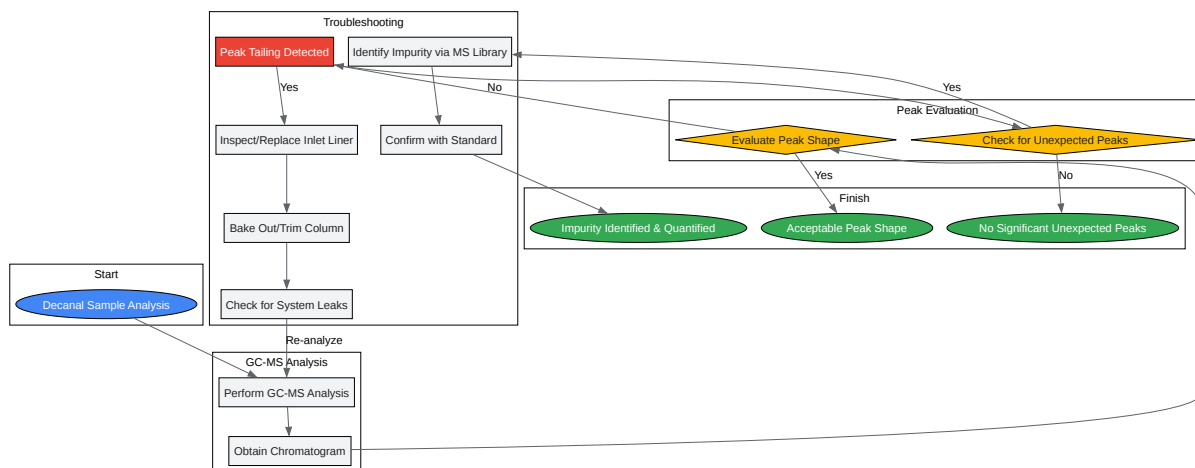 Troubleshooting
Peak Tailing Detected
Identify Impurity via MS Library
No
Yes
Yes
Peak Evaluation
Inspect/Replace Inlet Liner
Confirm with Standard
Evaluate Peak Shape
Check for Unexpected Peaks
Yes
No
Finish
Bake Out/Trim Column
Impurity Identified & Quantified
Acceptable Peak Shape
No Significant Unexpected Peaks
Start
Decanal Sample Analysis
Check for System Leaks
Re-analyze
GC-MS Analysis
Perform GC-MS Analysis
Obtain Chromatogram